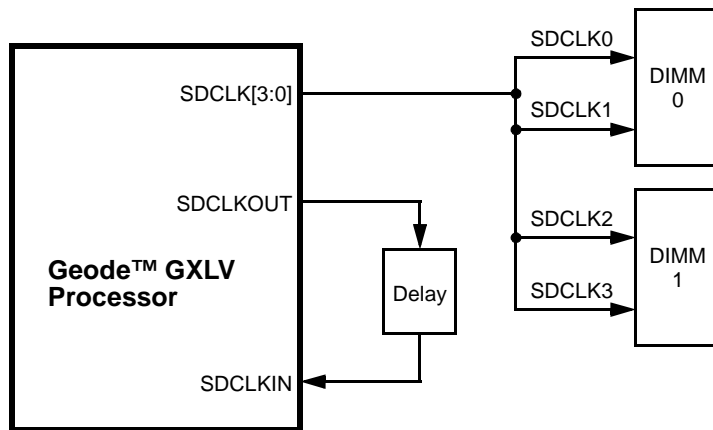 SDCLK[3:0]
SDCLKOUT
Geode™ GXLV
Processor
SDCLKIN
Delay
SDCLK0
SDCLK1
DIMM
0
SDCLK2
SDCLK3
DIMM
1